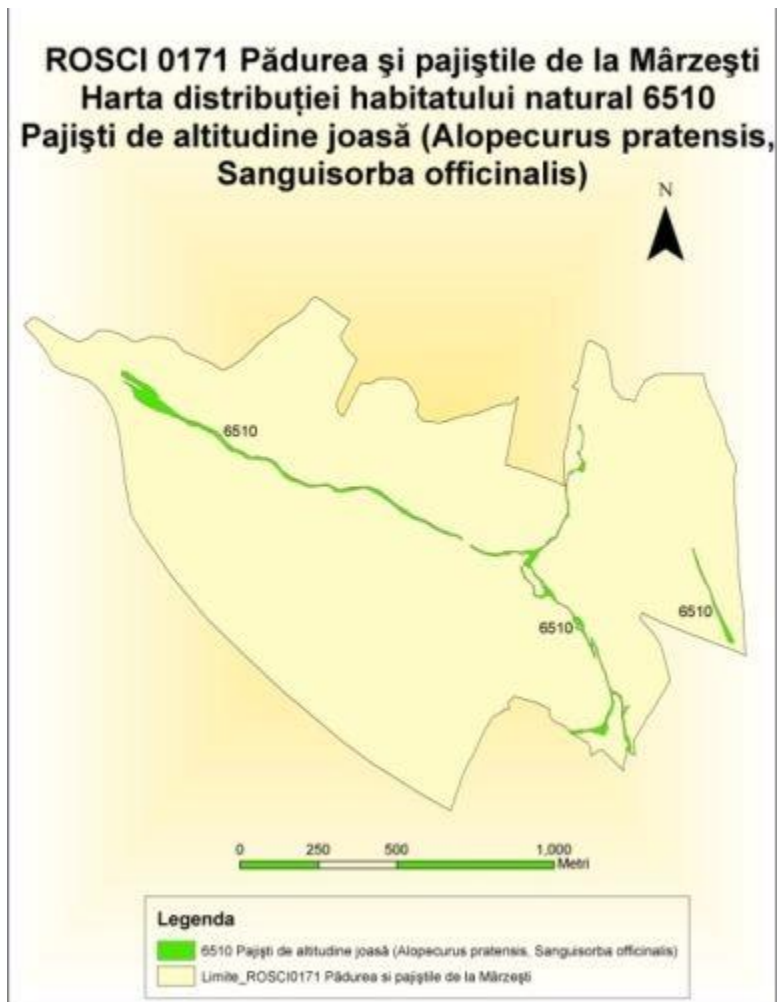 ROSCI 0171 Pădurea şi pajiştile de la Mârzeşti
Harta distribuției habitatului natural 6510
Pajişti de altitudine joasă (Alopecurus pratensis,
Sanguisorba officinalis)
N
6510
6510
6510
0 250 500 1,000
Metri
Legenda
6510 Pajişti de altitudine joasă (Alopecurus pratensis, Sanguisorba officinalis)
Limite_ROSCI0171 Pădurea si pajiştile de la Mârzeşti